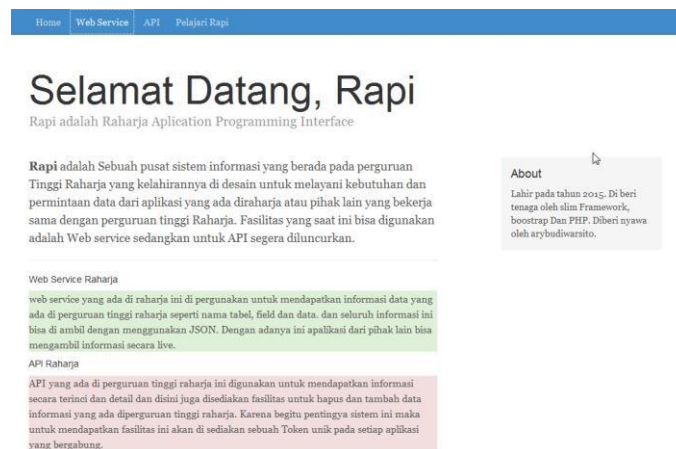 Home Web Service API Pelajari Rapi
Selamat Datang, Rapi
Rapi adalah Raharja Aplication Programming Interface
Rapi adalah Sebuah pusat sistem informasi yang berada pada perguruan
Tinggi Raharja yang kelahirannya di desain untuk melayani kebutuhan dan
permintaan data dari aplikasi yang ada diraharja atau pihak lain yang bekerja
sama dengan perguruan tinggi Raharja. Fasilitas yang saat ini bisa digunakan
adalah Web service sedangkan untuk API segera diluncurkan.
Web Service Raharja
web service yang ada di raharja ini di pergunakan untuk mendapatkan informasi data yang
ada di perguruan tinggi raharja seperti nama tabel, field dan data. dan seluruh informasi ini
bisa di ambil dengan menggunakan JSON. Dengan adanya ini apalikasi dari pihak lain bisa
mengambil informasi secara live.
API Raharja
API yang ada di perguruan tinggi raharja ini digunakan untuk mendapatkan informasi
secara terinci dan detail dan disini juga disediakan fasilitas untuk hapus dan tambah data
informasi yang ada diperguruan tinggi raharja. Karena begitu pentingya sistem ini maka
untuk mendapatkan fasilitas ini akan di sediakan sebuah Token unik pada setiap aplikasi
yang bergabung.
About
Lahir pada tahun 2015. Di beri
tenaga oleh slim Framework,
boostrap Dan PHP. Diberi nyawa
oleh arybudiwarsito.